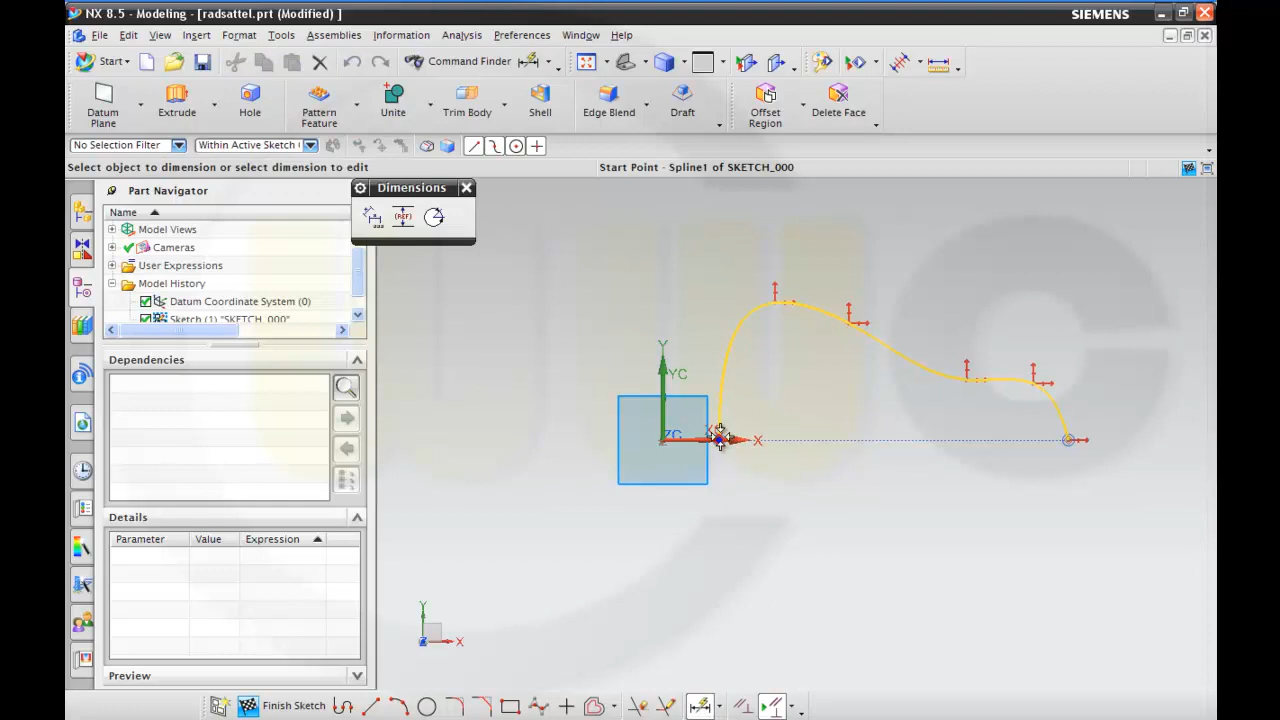 NX 8.5 - Modeling - [radsattel.prt (Modified) ]
SIEMENS
File Edit View Insert Format Tools Assemblies Information Analysis Preferences Window Help
Start
Command Finder
Datum Plane
Extrude
Hole
Pattern Feature
Unite
Trim Body
Shell
Edge Blend
Draft
Offset Region
Delete Face
No Selection Filter
Within Active Sketch
Select object to dimension or select dimension to edit
Start Point - Spline1 of SKETCH_000
Part Navigator
Dimensions
Name
(REF)
Model Views
Cameras
User Expressions
Model History
Datum Coordinate System (0)
Sketch (1) "SKETCH_000"
Dependencies
Y
YC
ZC
X
Details
Parameter Value Expression
Y
X
Preview
Finish Sketch